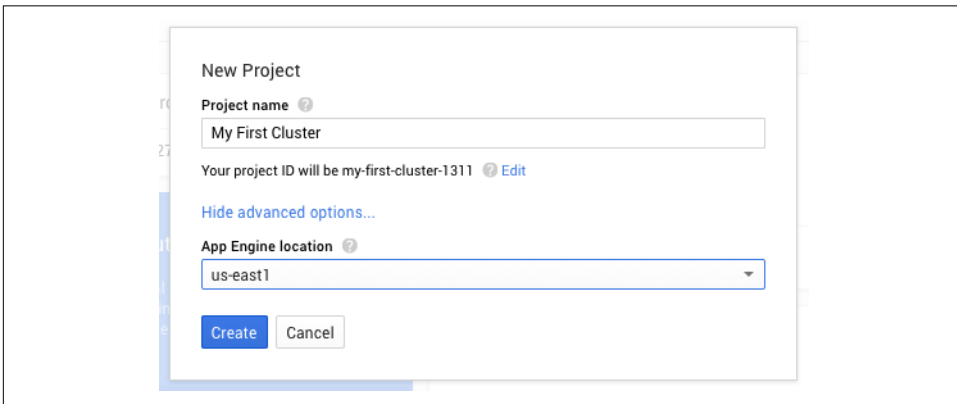 New Project
Project name
My First Cluster
Your project ID will be my-first-cluster-1311 Edit
Hide advanced options...
App Engine location
us-east1
Create Cancel